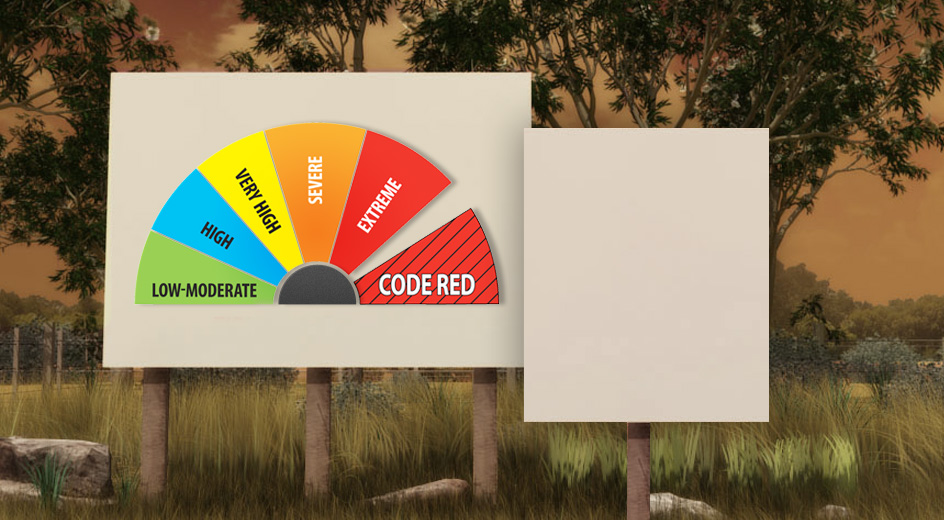 LOW-MODERATE
HIGH
VERY HIGH
SEVERE
EXTREME
CODE RED